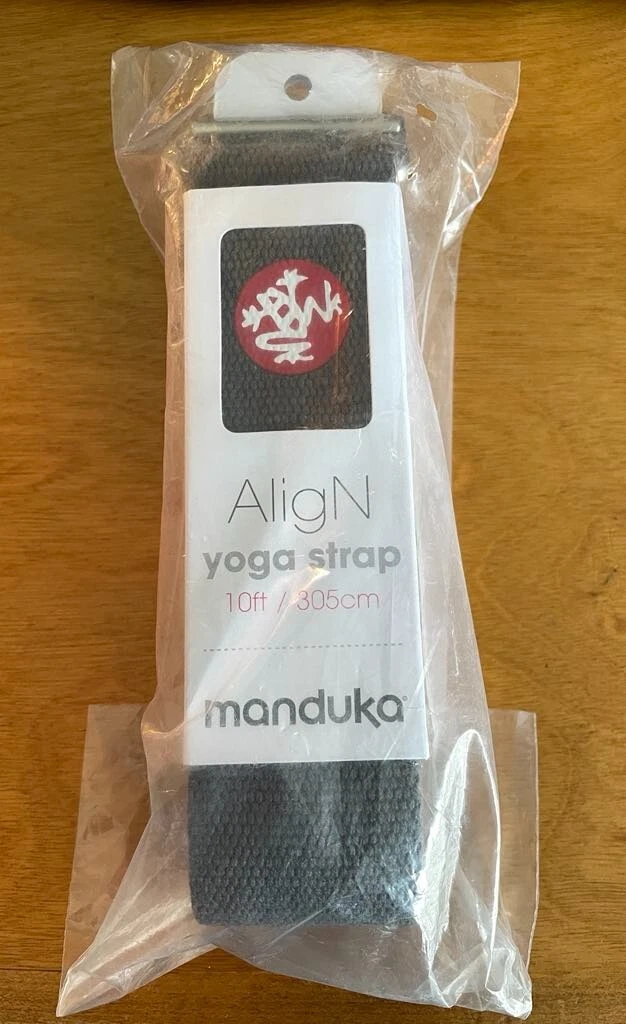 AligN
yoga strap
10ft / 305cm
manduka®